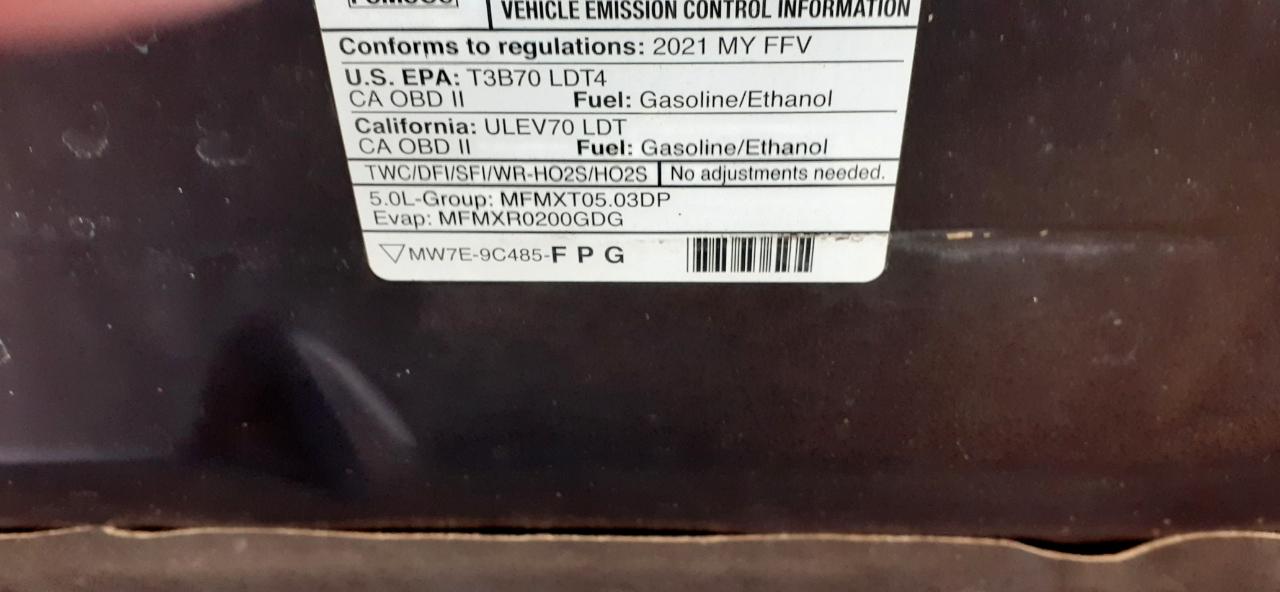 FoMoCo
VEHICLE EMISSION CONTROL INFORMATION
Conforms to regulations: 2021 MY FFV
U.S. EPA: T3B70 LDT4
CA OBD II Fuel: Gasoline/Ethanol
California: ULEV70 LDT
CA OBD II Fuel: Gasoline/Ethanol
TWC/DFI/SFI/WR-HO2S/HO2S No adjustments needed.
5.0L-Group: MFMXT05.03DP
Evap: MFMXR0200GDG
MW7E-9C485-F P G